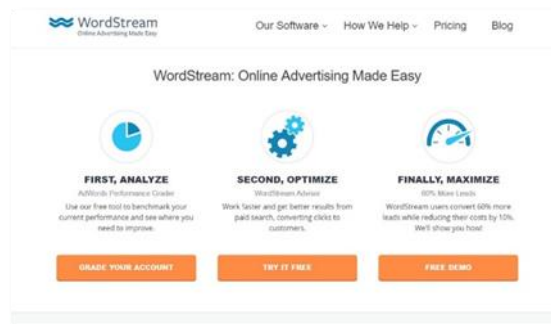 WordStream
Online Advertising Made Easy
Our Software
How We Help
Pricing
Blog
WordStream: Online Advertising Made Easy
FIRST, ANALYZE
AdWords Performance Grader
Use our free tool to benchmark your
current performance and see where you
need to improve.
GRADE YOUR ACCOUNT
SECOND, OPTIMIZE
WordStream Advisor
Work faster and get better results from
paid search, converting clicks to
customers.
TRY IT FREE
FINALLY, MAXIMIZE
60% More Leads
WordStream users convert 60% more
leads while reducing their costs by 10%.
We'll show you how!
FREE DEMO